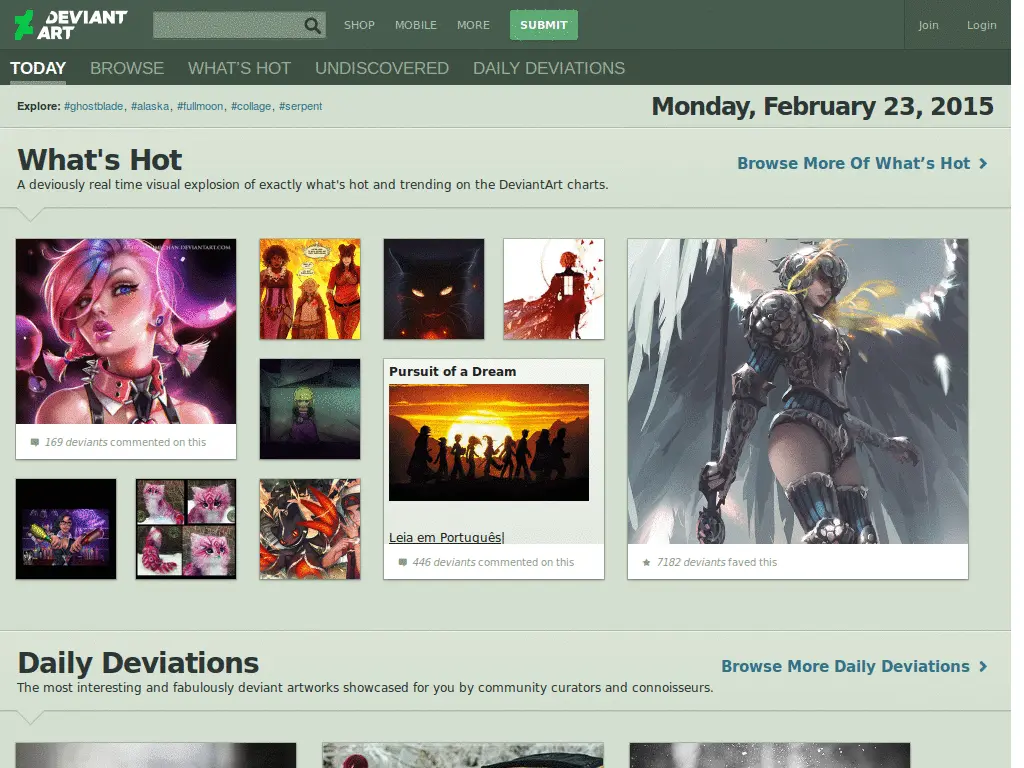 DEVIANT ART
SHOP MOBILE MORE SUBMIT Join Login
TODAY BROWSE WHAT'S HOT UNDISCOVERED DAILY DEVIATIONS
Explore: #ghostblade, #alaska, #fullmoon, #collage, #serpent
Monday, February 23, 2015
What's Hot
Browse More Of What’s Hot
A deviously real time visual explosion of exactly what's hot and trending on the DeviantArt charts.
169 deviants commented on this
Pursuit of a Dream
Leia em Português|
446 deviants commented on this
7182 deviants faved this
Daily Deviations
Browse More Daily Deviations
The most interesting and fabulously deviant artworks showcased for you by community curators and connoisseurs.